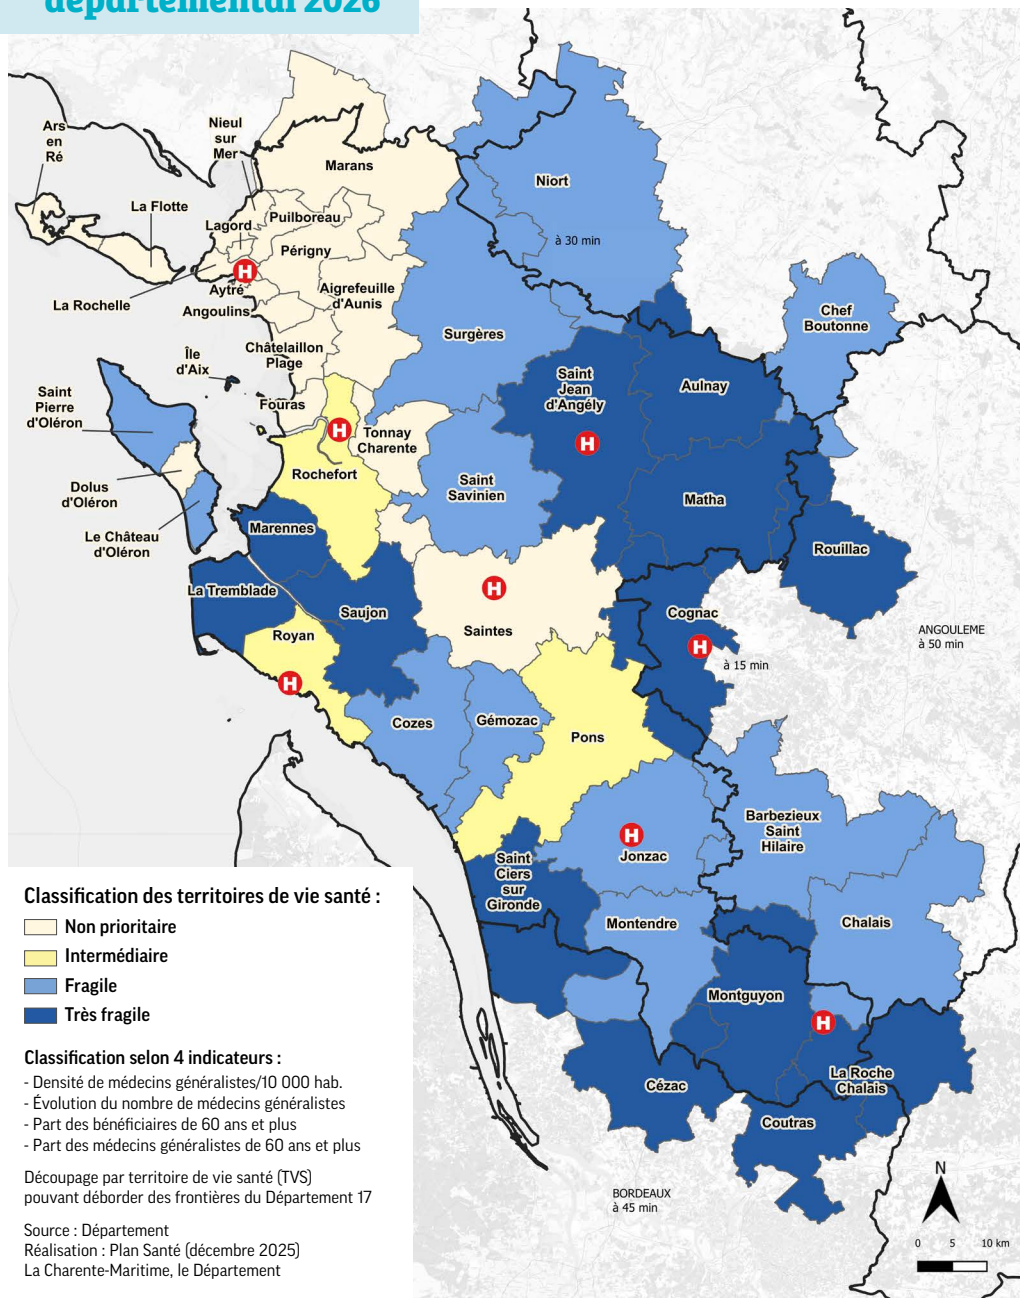 départemental 2026
Ars
en
Ré
Nieul
sur
Mer
Marans
Niort
La Flotte
Lagord
Puilboreau
Périgny
à 30 min
H
La Rochelle
Aytré
Angoulins
Aigrefeuille
d'Aunis
Chef
Boutonne
Surgères
Châtelaillon
Plage
Île
d'Aix
Saint
Jean
d'Angély
Aulnay
Saint
Pierre
d'Oléron
Fouras
H
Tonnay
Charente
H
Rochefort
Saint
Savinien
Dolus
d'Oléron
Matha
Le Château
d'Oléron
Marennes
Rouillac
La Tremblade
H
Saujon
Cognac
Royan
Saintes
ANGOULEME
à 50 min
H
à 15 min
H
Cozes
Gémozac
Pons
Barbezieux
Saint
Hilaire
H
Jonzac
Saint
Ciers
sur
Gironde
Montendre
Chalais
Montguyon
H
La Roche
Chalais
Cézac
Coutras
BORDEAUX
à 45 min
N
0 5 10 km
Classification des territoires de vie santé :
Non prioritaire
Intermédiaire
Fragile
Très fragile
Classification selon 4 indicateurs :
- Densité de médecins généralistes/10 000 hab.
- Évolution du nombre de médecins généralistes
- Part des bénéficiaires de 60 ans et plus
- Part des médecins généralistes de 60 ans et plus
Découpage par territoire de vie santé (TVS)
pouvant déborder des frontières du Département 17
Source : Département
Réalisation : Plan Santé (décembre 2025)
La Charente-Maritime, le Département